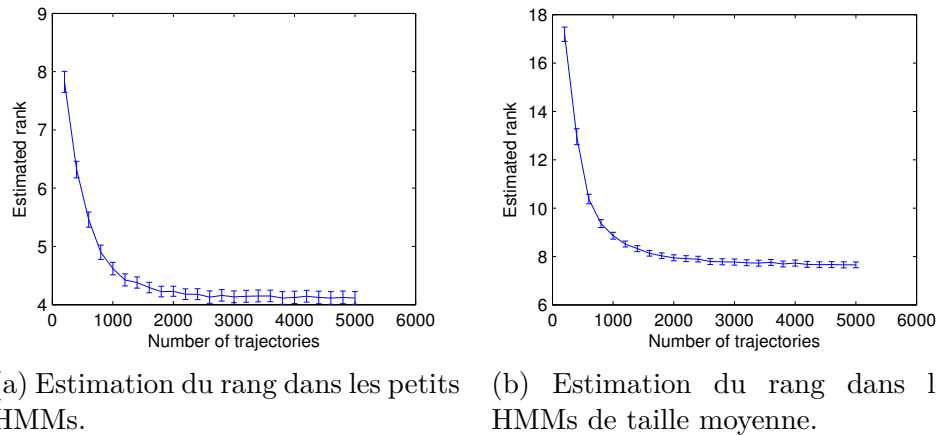 9
8
7
6
5
4
Estimated rank
0 1000 2000 3000 4000 5000 6000
Number of trajectories
18
16
14
12
10
8
6
Estimated rank
0 1000 2000 3000 4000 5000 6000
Number of trajectories
a) Estimation du rang dans les petits
HMMs.
(b) Estimation du rang dans l
HMMs de taille moyenne.